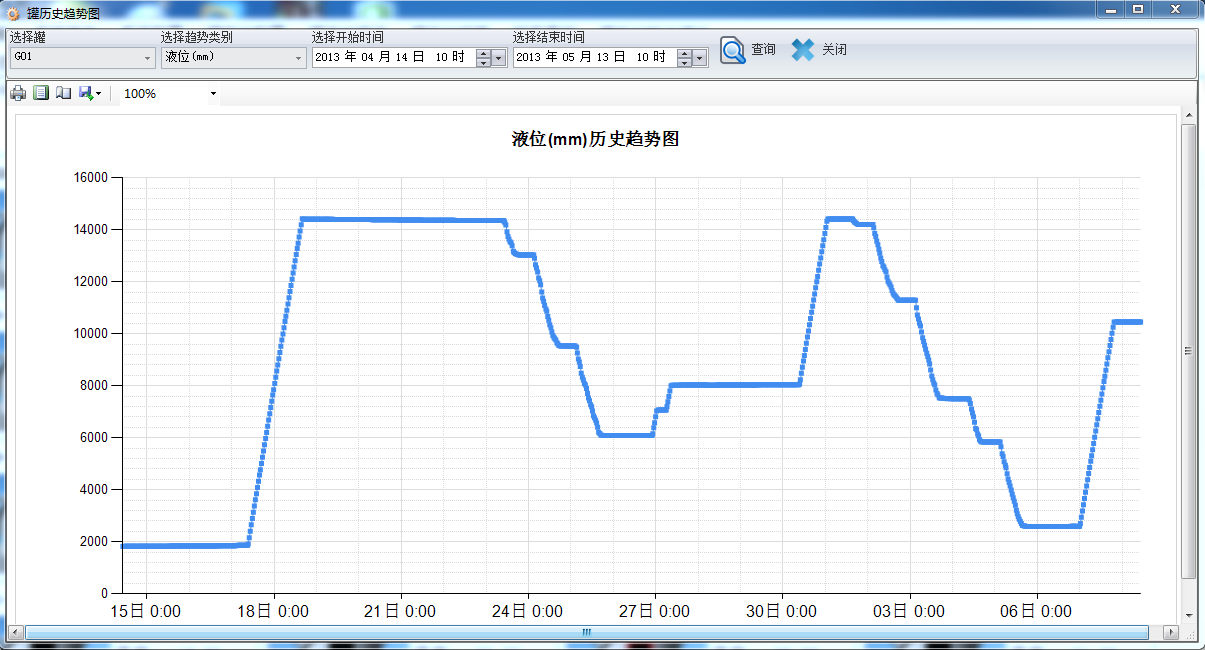 罐历史趋势图
选择罐
选择趋势类别
选择开始时间
选择结束时间
G01
液位(mm)
2013 年 04 月 14 日 10 时
2013 年 05 月 13 日 10 时
查询
关闭
100%
液位(mm)历史趋势图
16000
14000
12000
10000
8000
6000
4000
2000
0
15日 0:00
18日 0:00
21日 0:00
24日 0:00
27日 0:00
30日 0:00
03日 0:00
06日 0:00